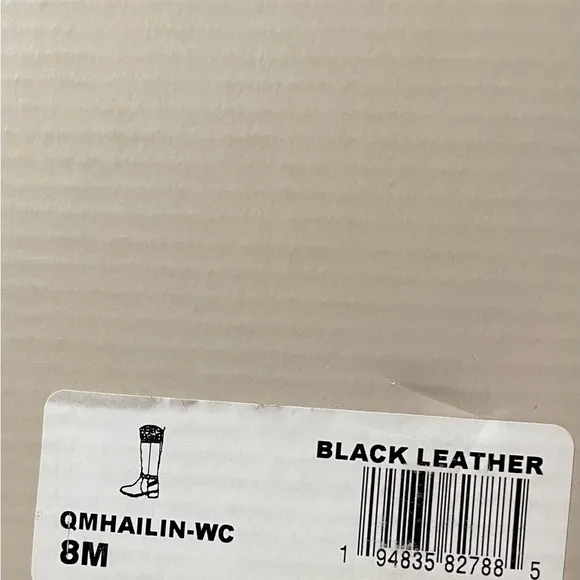 BLACK LEATHER
QMHAILIN-WC
8M
1 94835 82788 5